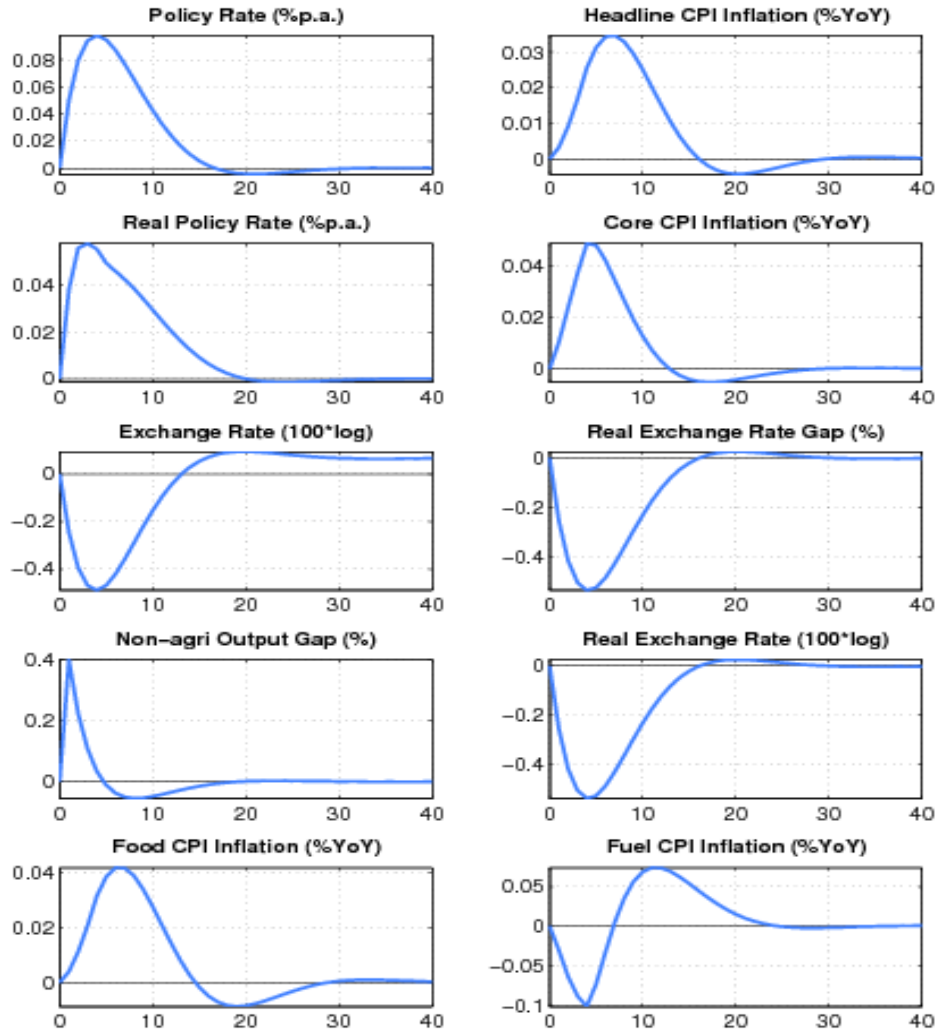 Policy Rate (%p.a.)
0.08
0.06
0.04
0.02
0
0 10 20 30 40
Headline CPI Inflation (%YoY)
0.03
0.02
0.01
0
0 10 20 30 40
Real Policy Rate (%p.a.)
0.04
0.02
0
0 10 20 30 40
Core CPI Inflation (%YoY)
0.04
0.02
0
0 10 20 30 40
Exchange Rate (100*log)
0
−0.2
−0.4
0 10 20 30 40
Real Exchange Rate Gap (%)
0
−0.2
−0.4
0 10 20 30 40
Non−agri Output Gap (%)
0.4
0.2
0
0 10 20 30 40
Real Exchange Rate (100*log)
0
−0.2
−0.4
0 10 20 30 40
Food CPI Inflation (%YoY)
0.04
0.02
0
0 10 20 30 40
Fuel CPI Inflation (%YoY)
0.05
0
−0.05
−0.1
0 10 20 30 40